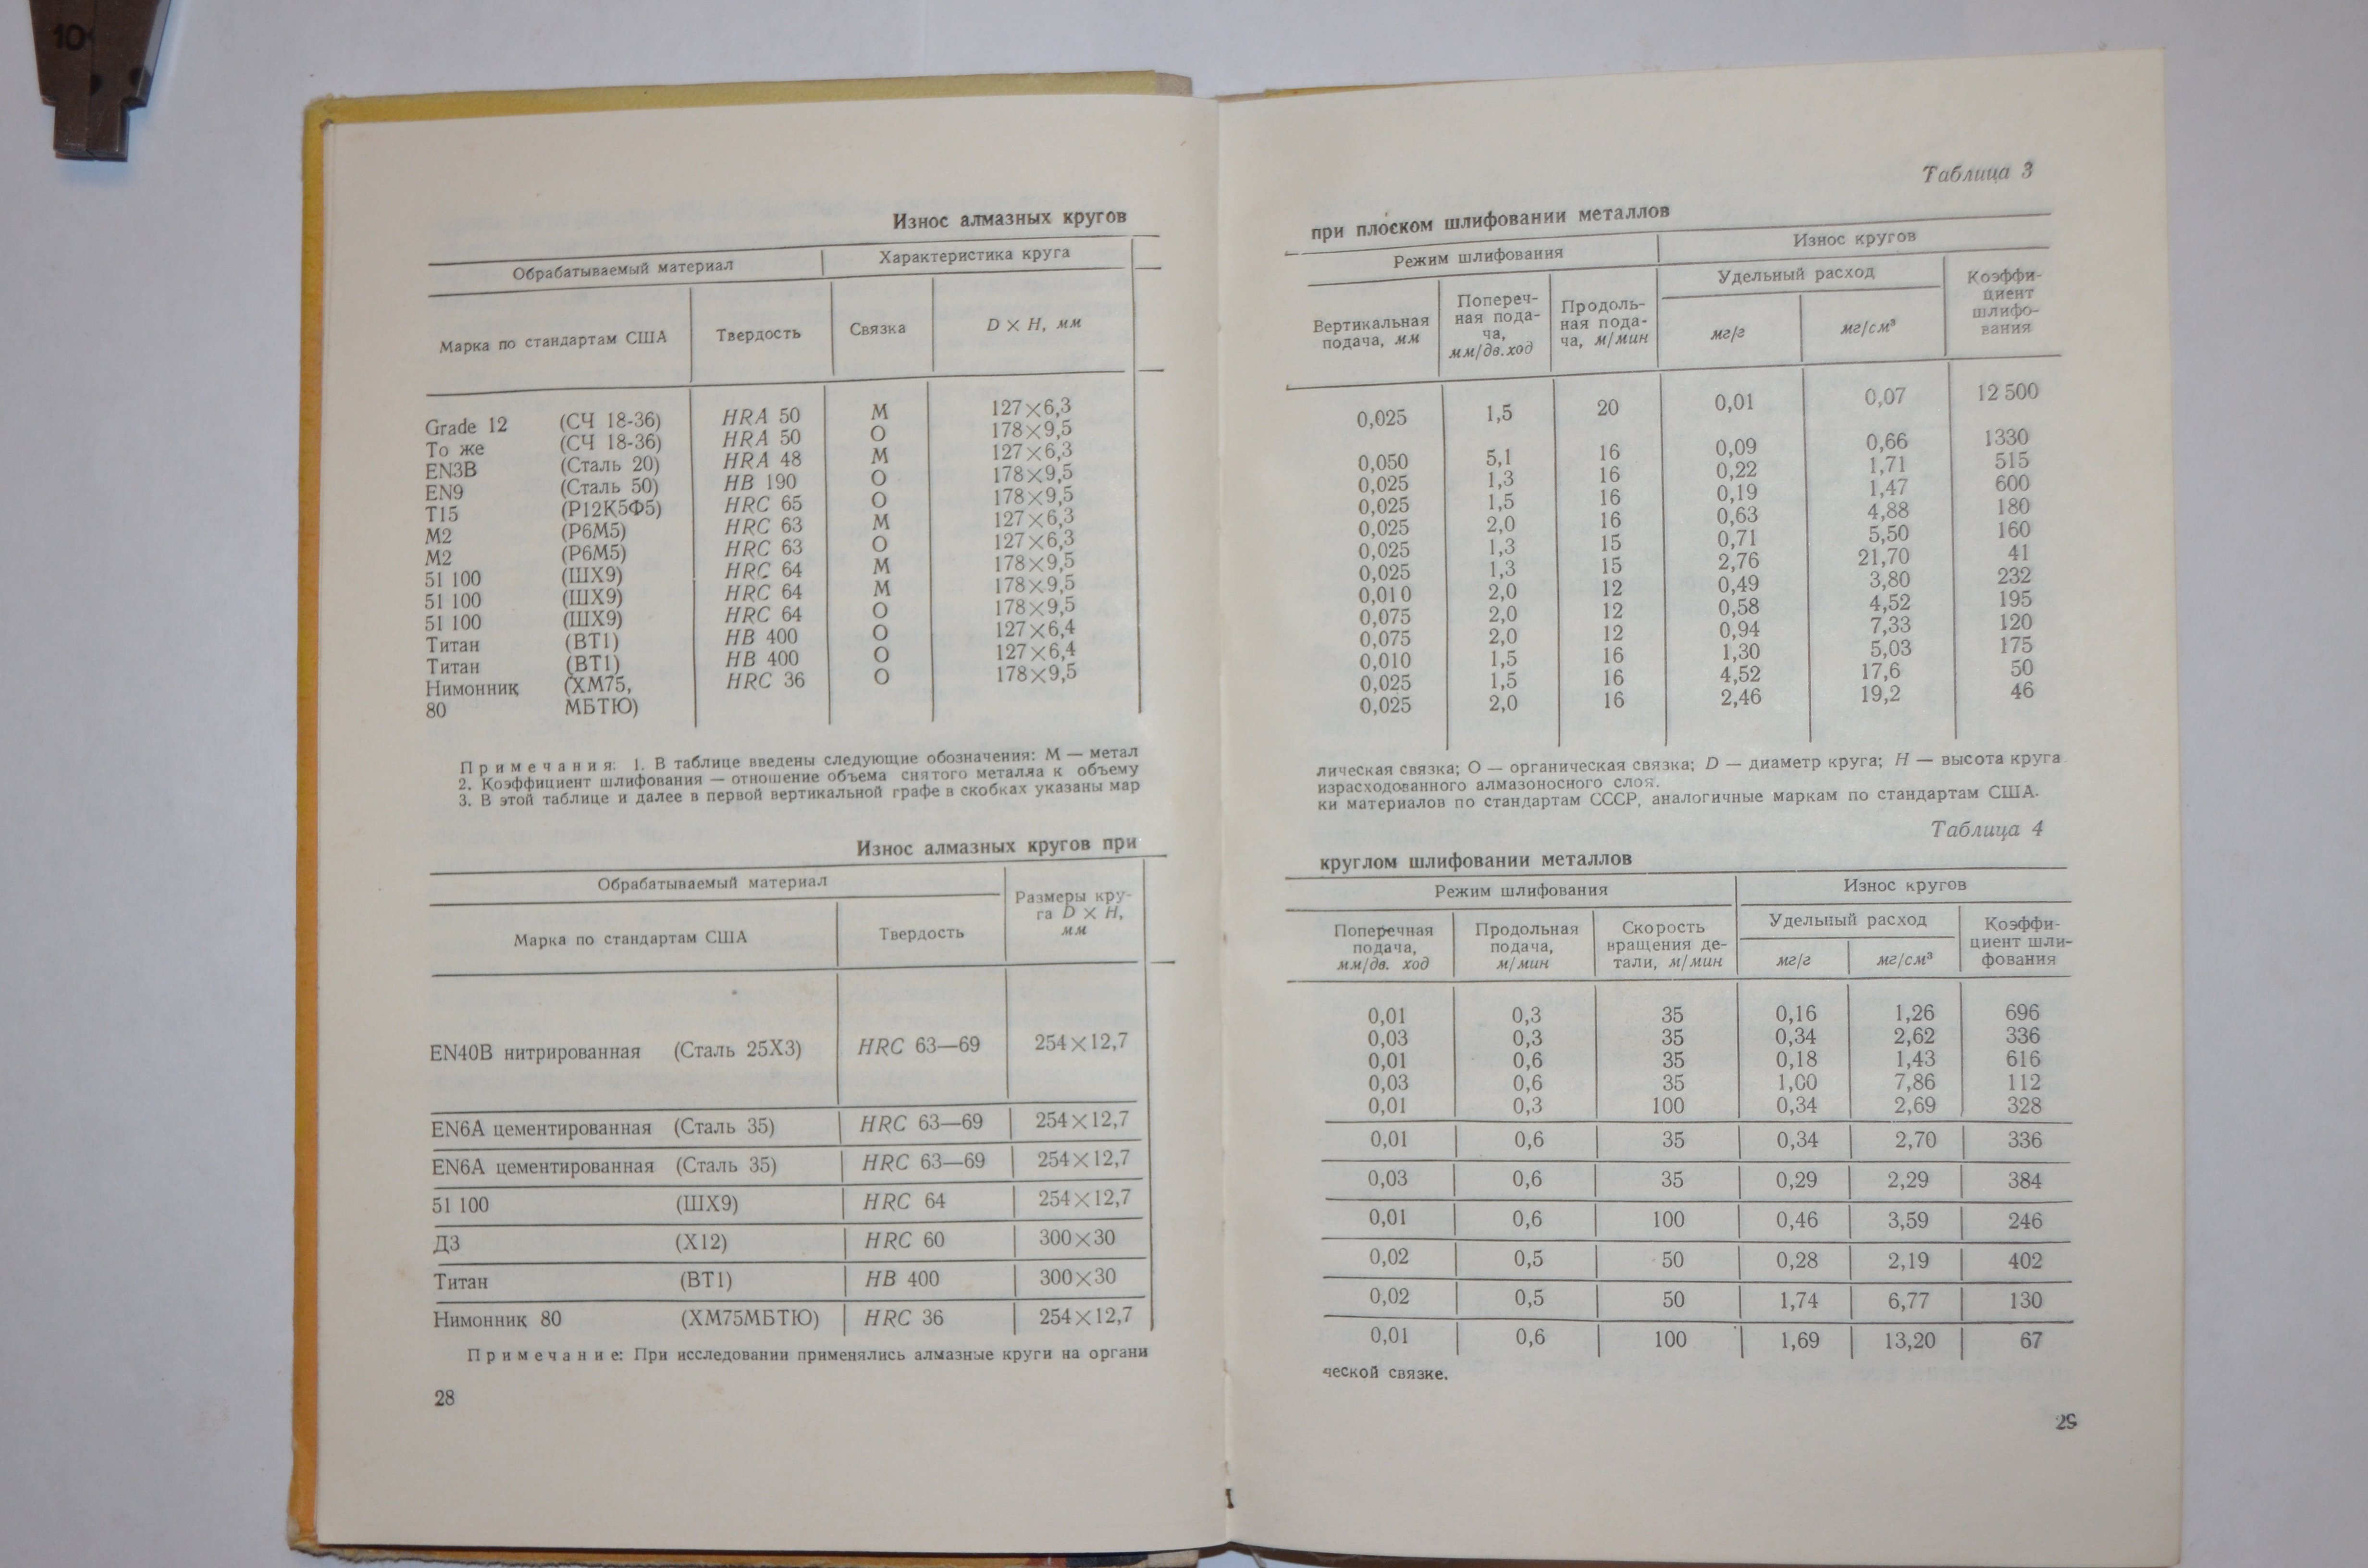 10
Износ алмазных кругов
Обрабатываемый материал Характеристика круга
Марка по стандартам США Твердость Связка D × H, мм
Grade 12 (СЧ 18-36) HRA 50 М 127×6,3
То же (СЧ 18-36) HRA 50 О 178×9,5
EN3B (Сталь 20) HRA 48 М 127×6,3
EN9 (Сталь 50) HB 190 О 178×9,5
T15 (Р12К5Ф5) HRC 65 О 178×9,5
M2 (Р6М5) HRC 63 М 127×6,3
M2 (Р6М5) HRC 63 О 127×6,3
51 100 (ШХ9) HRC 64 М 178×9,5
51 100 (ШХ9) HRC 64 М 178×9,5
51 100 (ШХ9) HRC 64 О 178×9,5
Титан (ВТ1) HB 400 О 127×6,4
Титан (ВТ1) HB 400 О 127×6,4
Нимонник (ХМ75, HRC 36 О 178×9,5
80 МБТЮ)
Примечания: 1. В таблице введены следующие обозначения: М — метал
2. Коэффициент шлифования — отношение объема снятого металла к объему
3. В этой таблице и далее в первой вертикальной графе в скобках указаны мар
Износ алмазных кругов при
Обрабатываемый материал
Размеры кру-
га D × H,
мм
Марка по стандартам США Твердость
EN40B нитрированная (Сталь 25Х3) HRC 63—69 254×12,7
EN6A цементированная (Сталь 35) HRC 63—69 254×12,7
EN6A цементированная (Сталь 35) HRC 63—69 254×12,7
51 100 (ШХ9) HRC 64 254×12,7
Д3 (Х12) HRC 60 300×30
Титан (ВТ1) HB 400 300×30
Нимонник 80 (ХМ75МБТЮ) HRC 36 254×12,7
Примечание: При исследовании применялись алмазные круги на органи
28
Таблица 3
при плоском шлифовании металлов
Режим шлифования Износ кругов
Вертикальная
подача, мм
Попереч-
ная пода-
ча,
мм/дв.ход
Продоль-
ная пода-
ча, м/мин
Удельный расход
мг/г мг/см³
Коэффи-
циент
шлифо-
вания
0,025 1,5 20 0,01 0,07 12 500
0,050 5,1 16 0,09 0,66 1330
0,025 1,3 16 0,22 1,71 515
0,025 1,5 16 0,19 1,47 600
0,025 2,0 16 0,63 4,88 180
0,025 1,3 15 0,71 5,50 160
0,025 1,3 15 2,76 21,70 41
0,010 2,0 12 0,49 3,80 232
0,075 2,0 12 0,58 4,52 195
0,075 2,0 12 0,94 7,33 120
0,010 1,5 16 1,30 5,03 175
0,025 1,5 16 4,52 17,6 50
0,025 2,0 16 2,46 19,2 46
лическая связка; О — органическая связка; D — диаметр круга; H — высота круга
израсходованного алмазоносного слоя.
ки материалов по стандартам СССР, аналогичные маркам по стандартам США.
Таблица 4
круглом шлифовании металлов
Режим шлифования Износ кругов
Поперечная
подача,
мм/дв. ход
Продольная
подача,
м/мин
Скорость
вращения де-
тали, м/мин
Удельный расход
мг/г мг/см³
Коэффи-
циент шли-
фования
0,01 0,3 35 0,16 1,26 696
0,03 0,3 35 0,34 2,62 336
0,01 0,6 35 0,18 1,43 616
0,03 0,6 35 1,00 7,86 112
0,01 0,3 100 0,34 2,69 328
0,01 0,6 35 0,34 2,70 336
0,03 0,6 35 0,29 2,29 384
0,01 0,6 100 0,46 3,59 246
0,02 0,5 50 0,28 2,19 402
0,02 0,5 50 1,74 6,77 130
0,01 0,6 100 1,69 13,20 67
ческой связке.
29